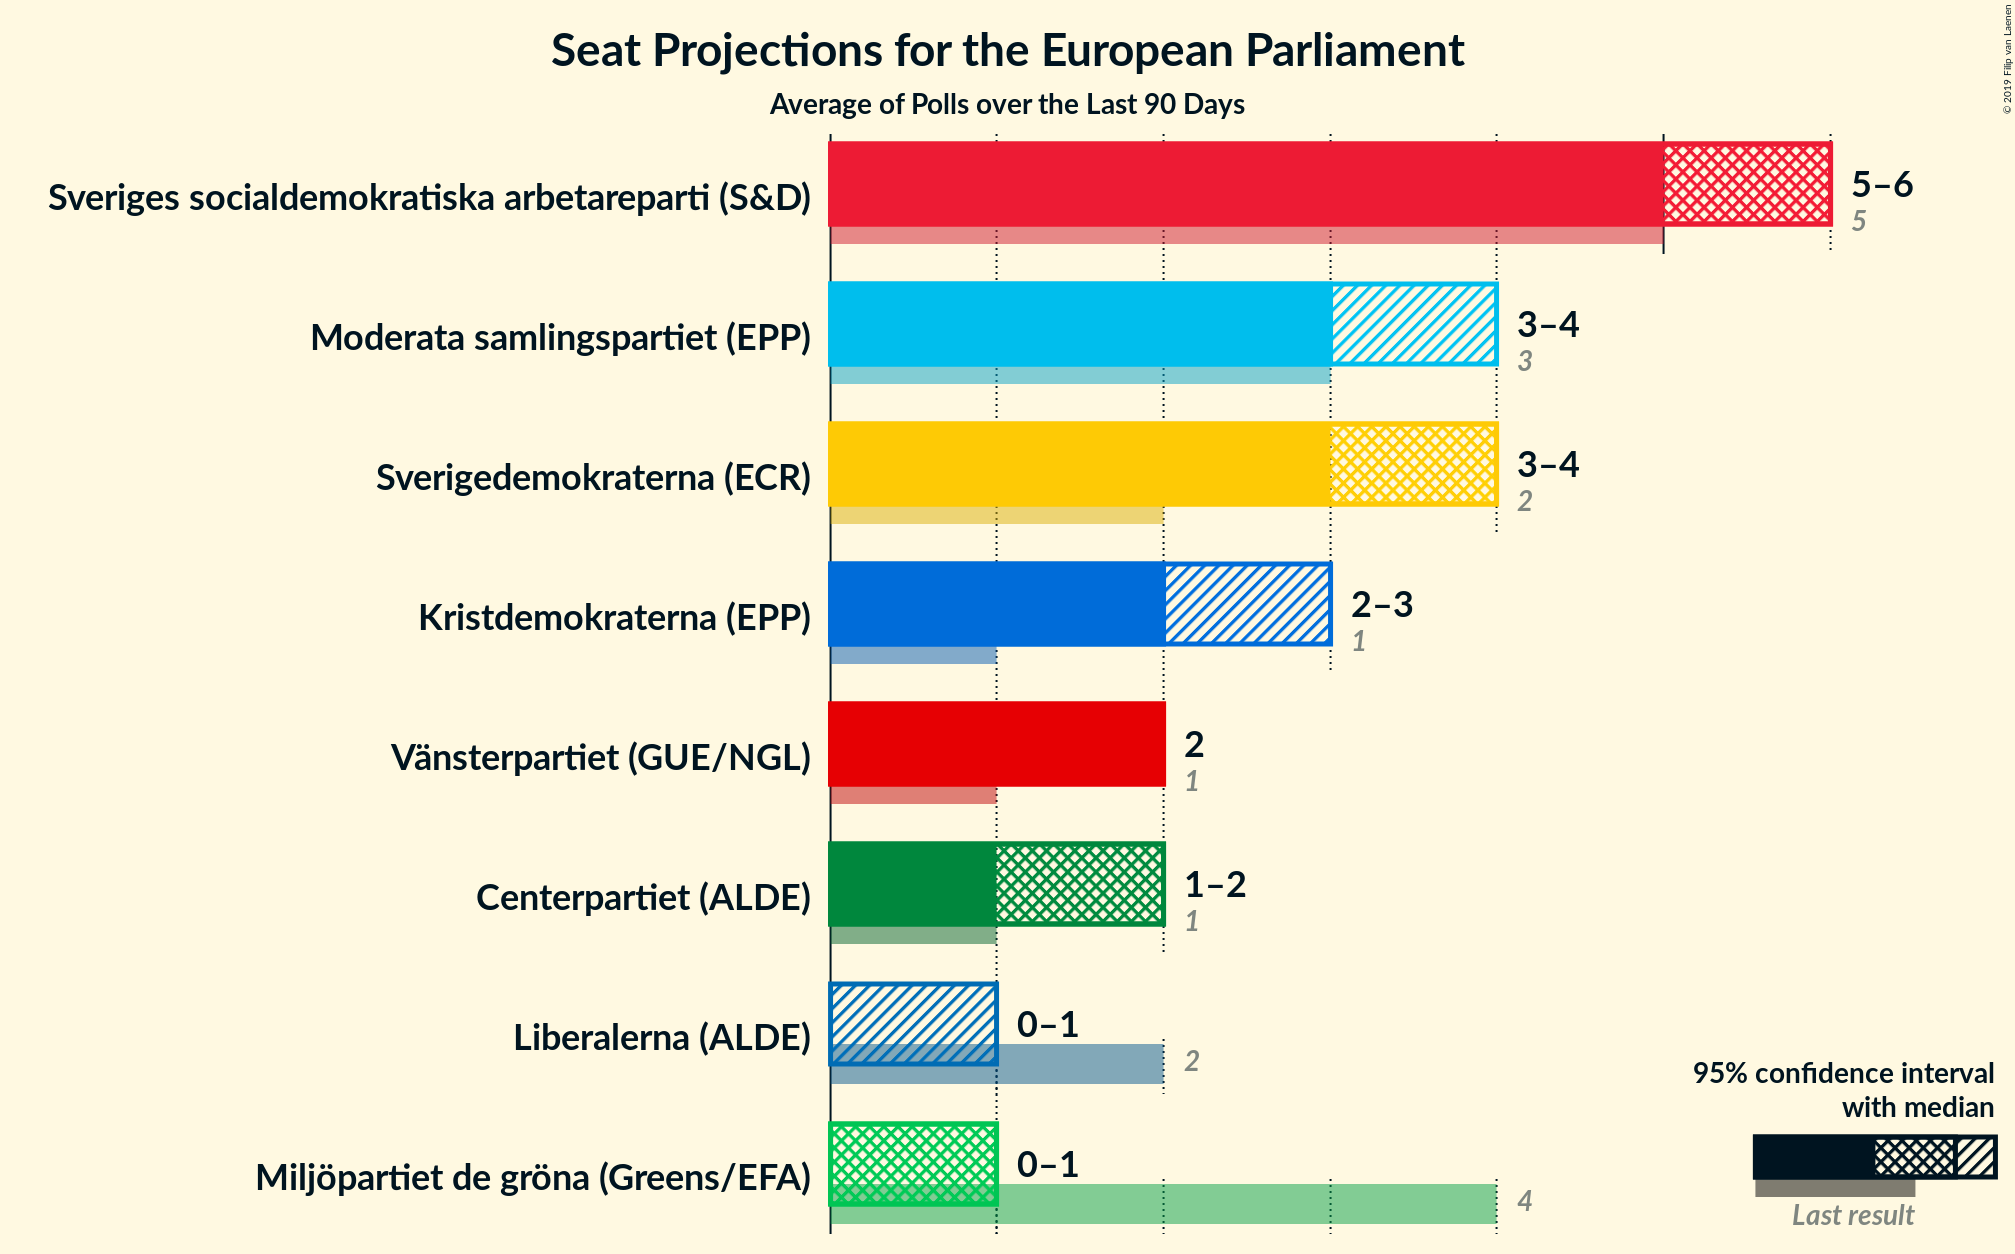 Seat Projections for the European Parliament
Average of Polls over the Last 90 Days
© 2019 Filip van Laenen
Sveriges socialdemokratiska arbetareparti (S&D)
5–6
5
Moderata samlingspartiet (EPP)
3–4
3
Sverigedemokraterna (ECR)
3–4
2
Kristdemokraterna (EPP)
2–3
1
Vänsterpartiet (GUE/NGL)
2
1
Centerpartiet (ALDE)
1–2
1
Liberalerna (ALDE)
0–1
2
Miljöpartiet de gröna (Greens/EFA)
0–1
4
95% confidence interval
with median
Last result